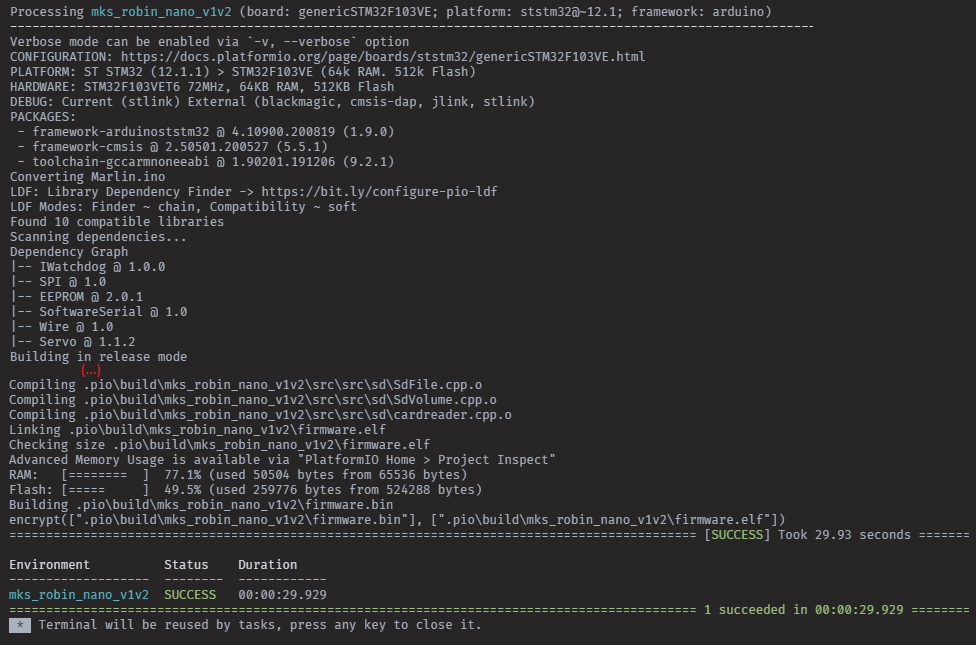 Processing mks_robin_nano_v1v2 (board: genericSTM32F103VE; platform: ststm32@~12.1; framework: arduino)
-------------------------------------------------------------------------------------------------------------
Verbose mode can be enabled via `-v, --verbose` option
CONFIGURATION: https://docs.platformio.org/page/boards/ststm32/genericSTM32F103VE.html
PLATFORM: ST STM32 (12.1.1) > STM32F103VE (64k RAM. 512k Flash)
HARDWARE: STM32F103VET6 72MHz, 64KB RAM, 512KB Flash
DEBUG: Current (stlink) External (blackmagic, cmsis-dap, jlink, stlink)
PACKAGES:
 - framework-arduinoststm32 @ 4.10900.200819 (1.9.0)
 - framework-cmsis @ 2.50501.200527 (5.5.1)
 - toolchain-gccarmnoneeabi @ 1.90201.191206 (9.2.1)
Converting Marlin.ino
LDF: Library Dependency Finder -> https://bit.ly/configure-pio-ldf
LDF Modes: Finder ~ chain, Compatibility ~ soft
Found 10 compatible libraries
Scanning dependencies...
Dependency Graph
|-- IWatchdog @ 1.0.0
|-- SPI @ 1.0
|-- EEPROM @ 2.0.1
|-- SoftwareSerial @ 1.0
|-- Wire @ 1.0
|-- Servo @ 1.1.2
Building in release mode
(...)
Compiling .pio\build\mks_robin_nano_v1v2\src\src\sd\SdFile.cpp.o
Compiling .pio\build\mks_robin_nano_v1v2\src\src\sd\SdVolume.cpp.o
Compiling .pio\build\mks_robin_nano_v1v2\src\src\sd\cardreader.cpp.o
Linking .pio\build\mks_robin_nano_v1v2\firmware.elf
Checking size .pio\build\mks_robin_nano_v1v2\firmware.elf
Advanced Memory Usage is available via "PlatformIO Home > Project Inspect"
RAM:   [========  ]  77.1% (used 50504 bytes from 65536 bytes)
Flash: [=====     ]  49.5% (used 259776 bytes from 524288 bytes)
Building .pio\build\mks_robin_nano_v1v2\firmware.bin
encrypt([".pio\build\mks_robin_nano_v1v2\firmware.bin"], [".pio\build\mks_robin_nano_v1v2\firmware.elf"])
============================================================================================= [SUCCESS] Took 29.93 seconds =======

Environment          Status    Duration
-------------------  --------  ------------
mks_robin_nano_v1v2  SUCCESS   00:00:29.929
============================================================================================= 1 succeeded in 00:00:29.929 ========
* Terminal will be reused by tasks, press any key to close it.